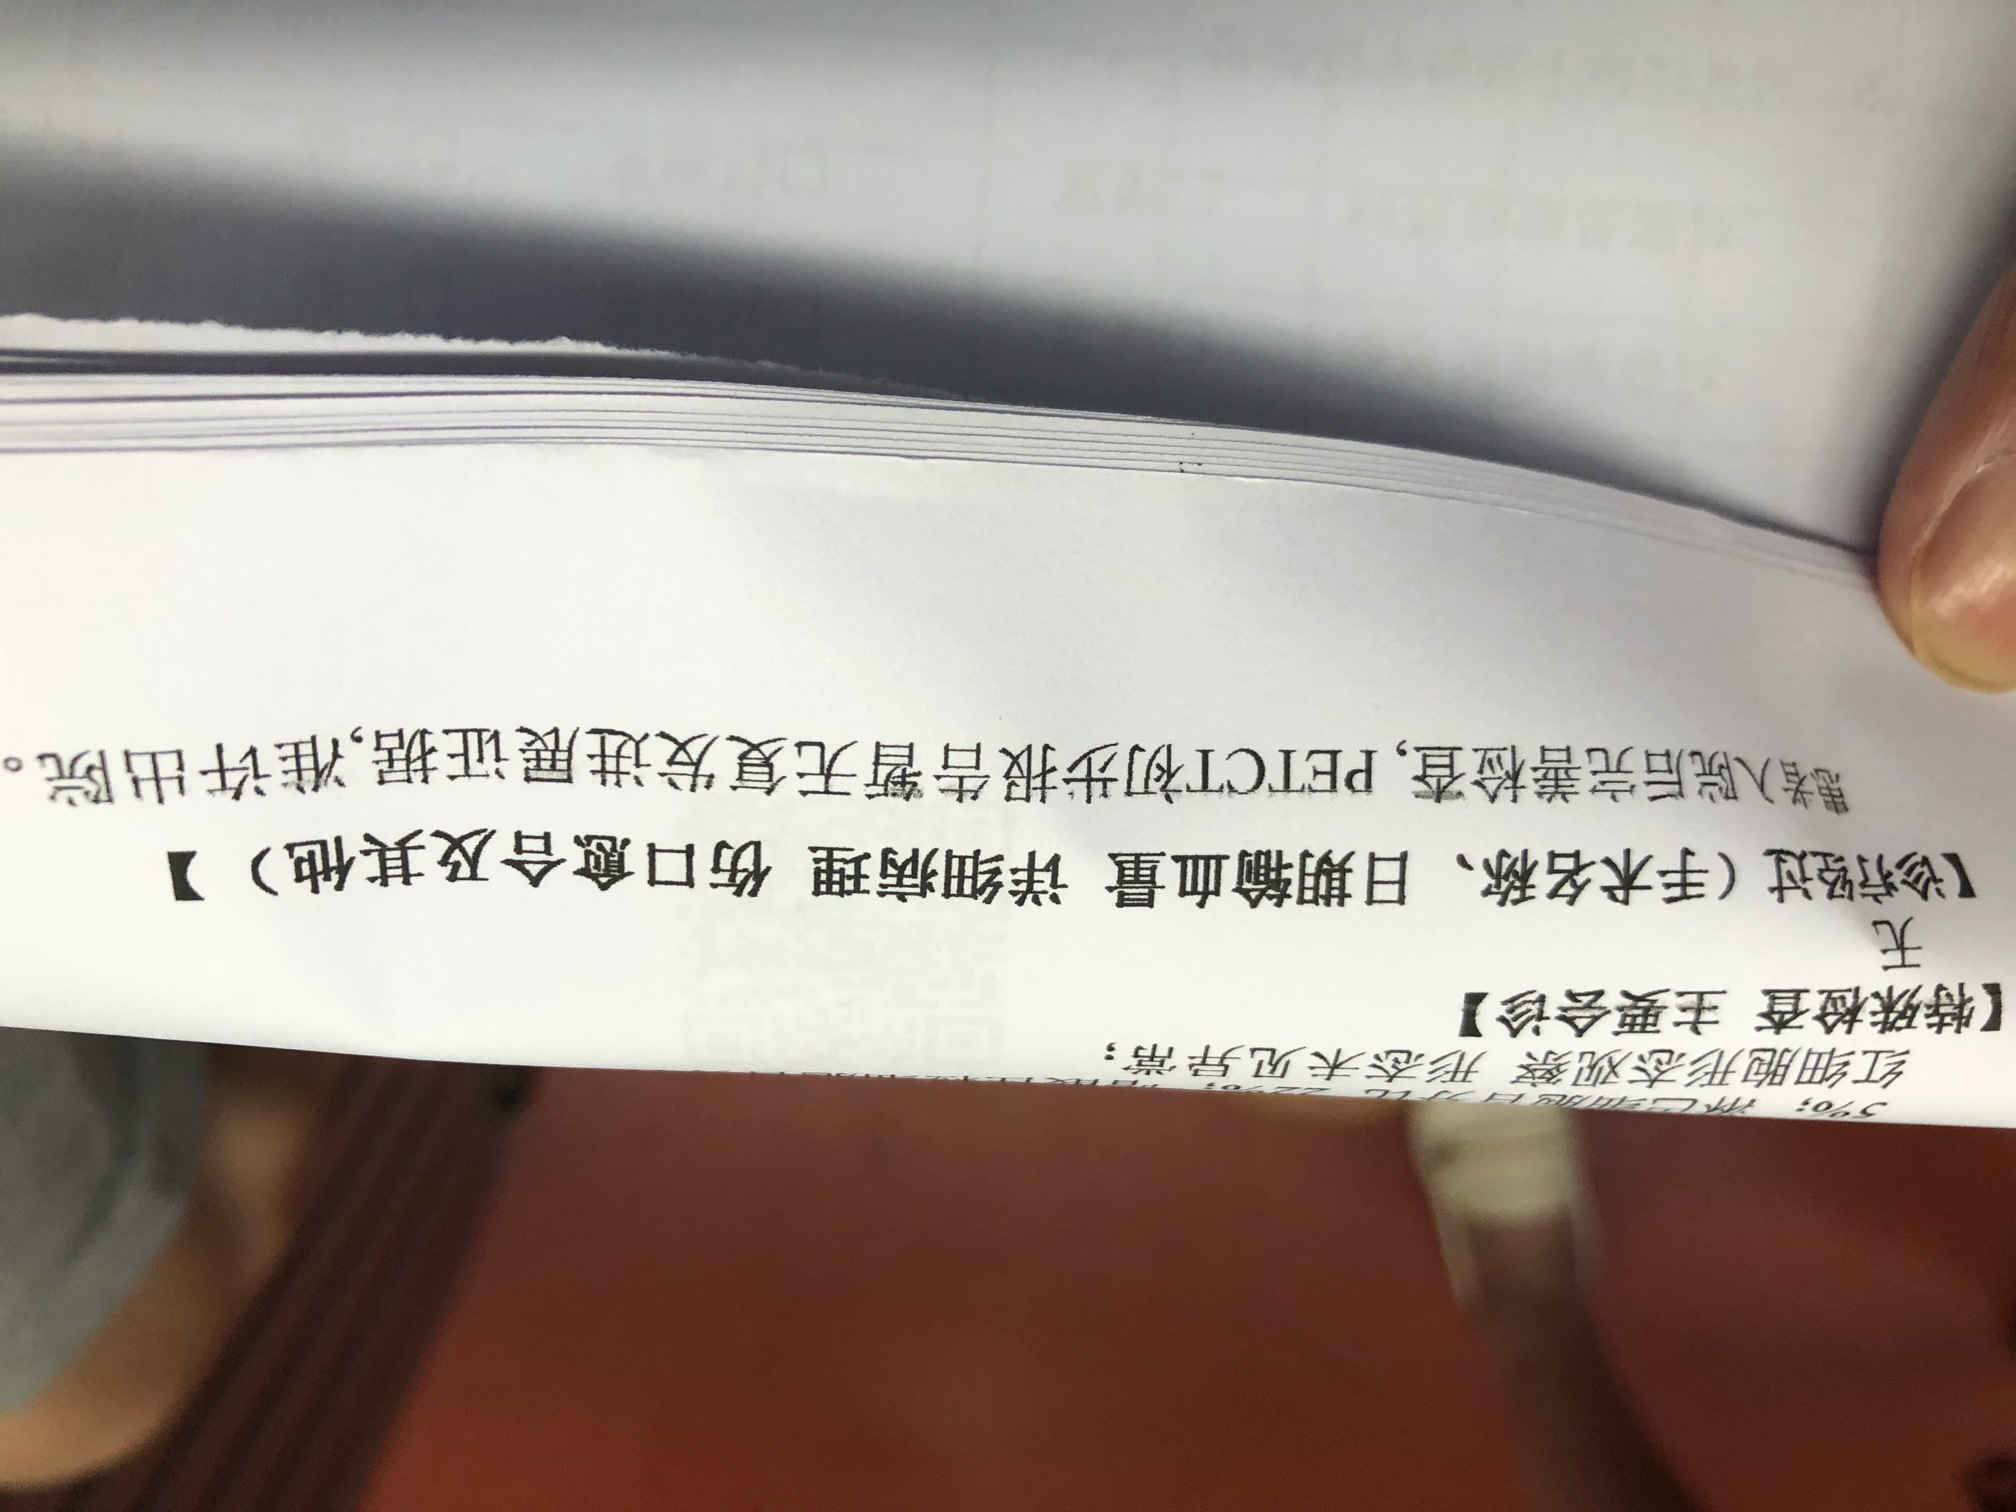 5%; 淋巴细胞百分比 22%;
红细胞形态观察 形态未见异常;
【特殊检查 主要会诊】
无
【诊疗经过（手术名称、日期输血量 详细病理 伤口愈合及其他）】
患者入院后完善检查, PETCT初步报告暂无复发进展证据,准许出院。